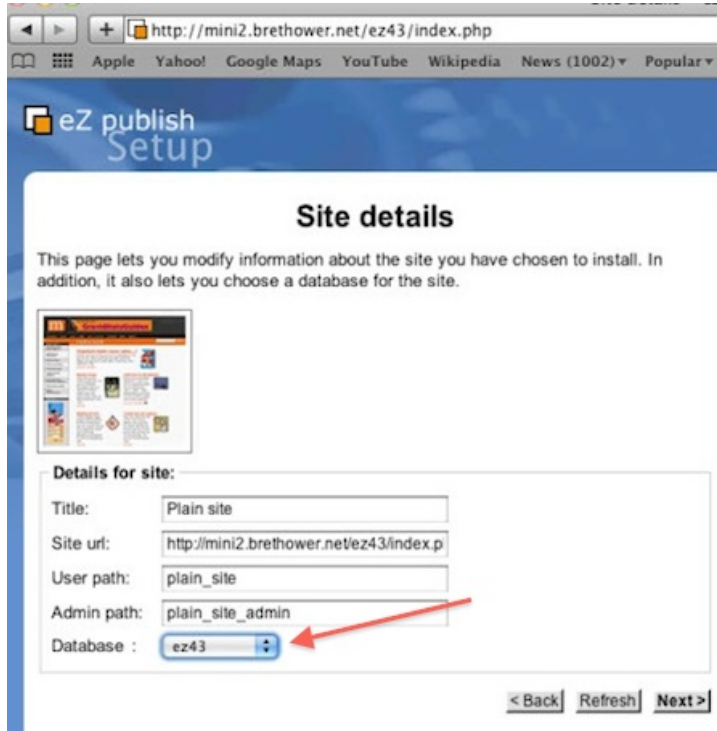 http://mini2.brethower.net/ez43/index.php
Apple Yahoo! Google Maps YouTube Wikipedia News (1002) Popular
eZ publish
Setup
Site details
This page lets you modify information about the site you have chosen to install. In
addition, it also lets you choose a database for the site.
Details for site:
Title: Plain site
Site url: http://mini2.brethower.net/ez43/index.p
User path: plain_site
Admin path: plain_site_admin
Database : ez43
< Back Refresh Next >